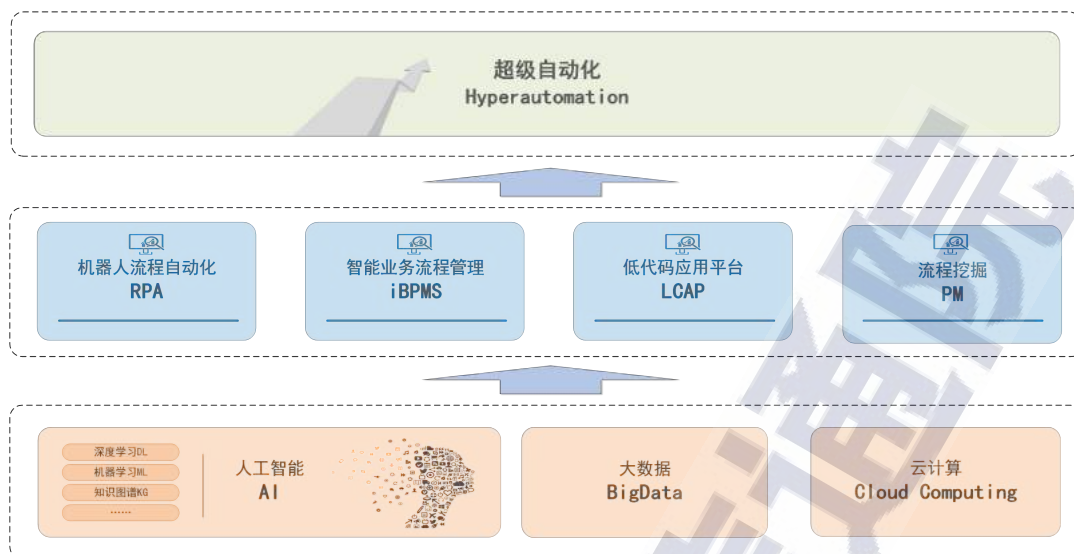 超级自动化
Hyperautomation
机器人流程自动化
RPA
智能业务流程管理
iBPMS
低代码应用平台
LCAP
流程挖掘
PM
深度学习DL
机器学习ML
知识图谱KG
......
人工智能
AI
大数据
BigData
云计算
Cloud Computing